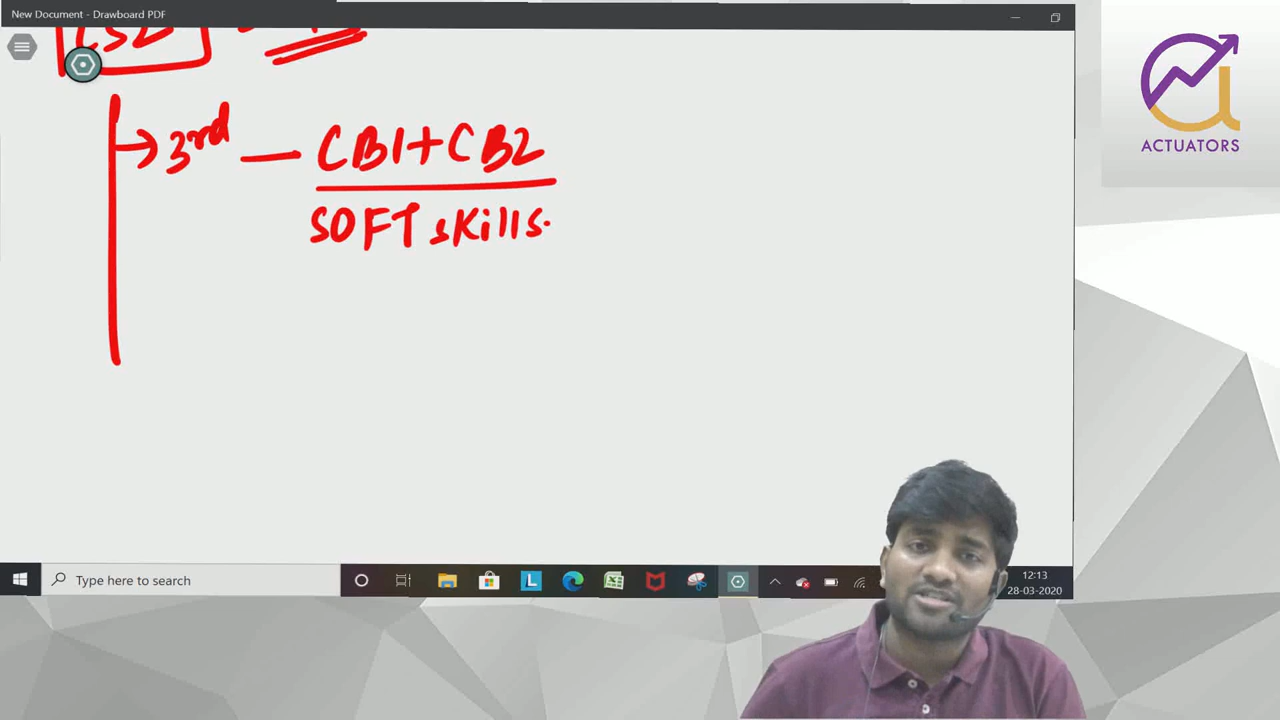 New Document - Drawboard PDF
CS2
→ 3rd — CB1+CB2
SOFT skills.
ACTUATORS
Type here to search
12:13
28-03-2020